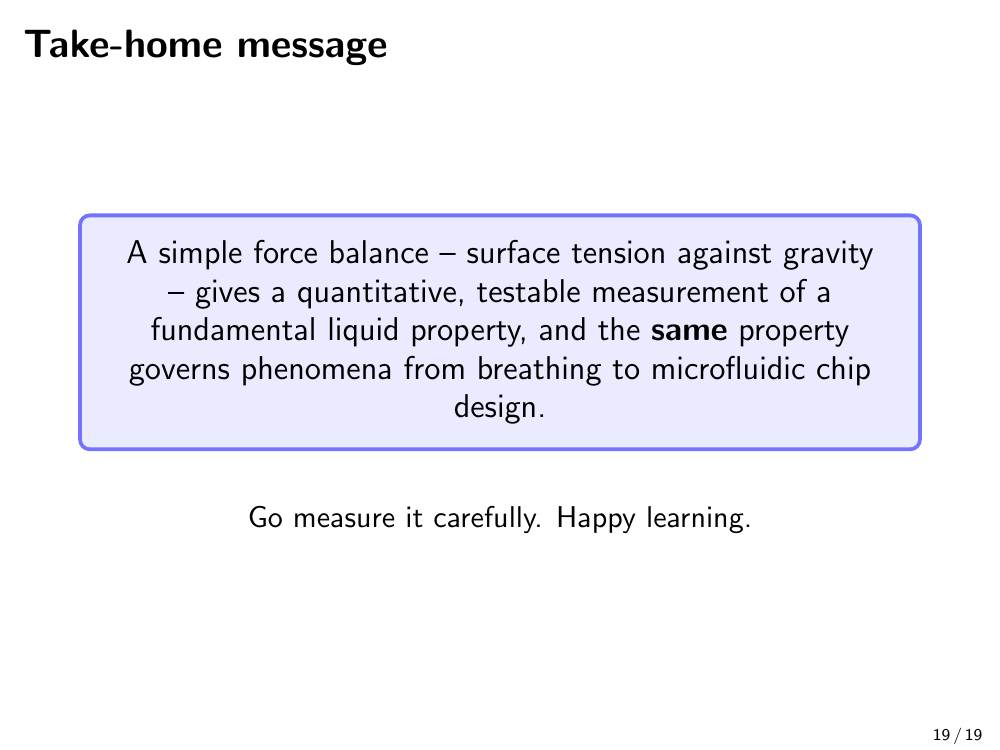 Take-home message
A simple force balance – surface tension against gravity
– gives a quantitative, testable measurement of a
fundamental liquid property, and the same property
governs phenomena from breathing to microfluidic chip
design.
Go measure it carefully. Happy learning.
19 / 19